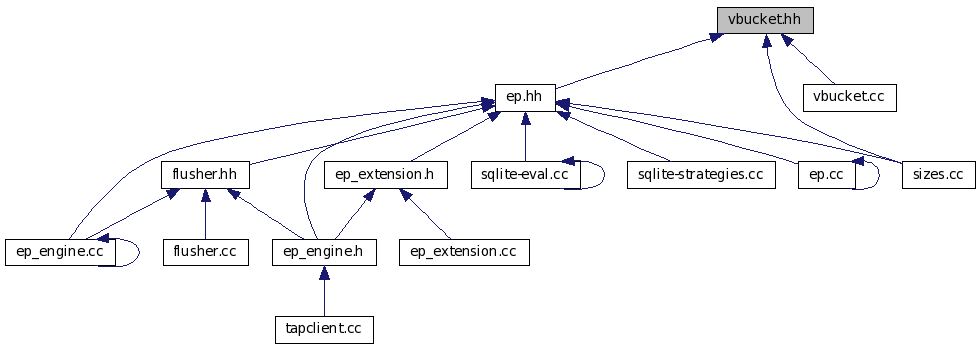 vbucket.hh
ep.hh
vbucket.cc
flusher.hh
ep_extension.h
sqlite-eval.cc
sqlite-strategies.cc
ep.cc
sizes.cc
ep_engine.cc
flusher.cc
ep_engine.h
ep_extension.cc
tapclient.cc